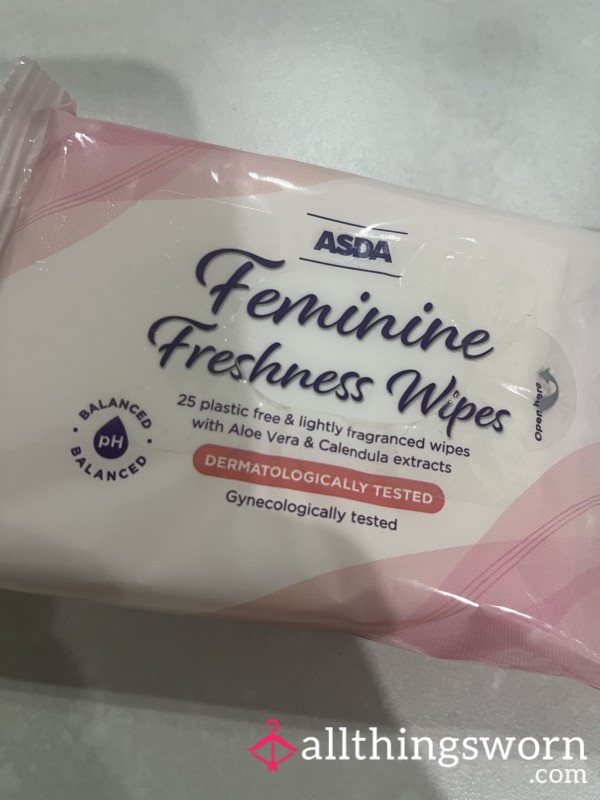 ASDA
Feminine
Freshness Wipes
25 plastic free & lightly fragranced wipes
with Aloe Vera & Calendula extracts
DERMATOLOGICALLY TESTED
Gynecologically tested
BALANCED
pH
BALANCED
Open here
allthingsworn
.com